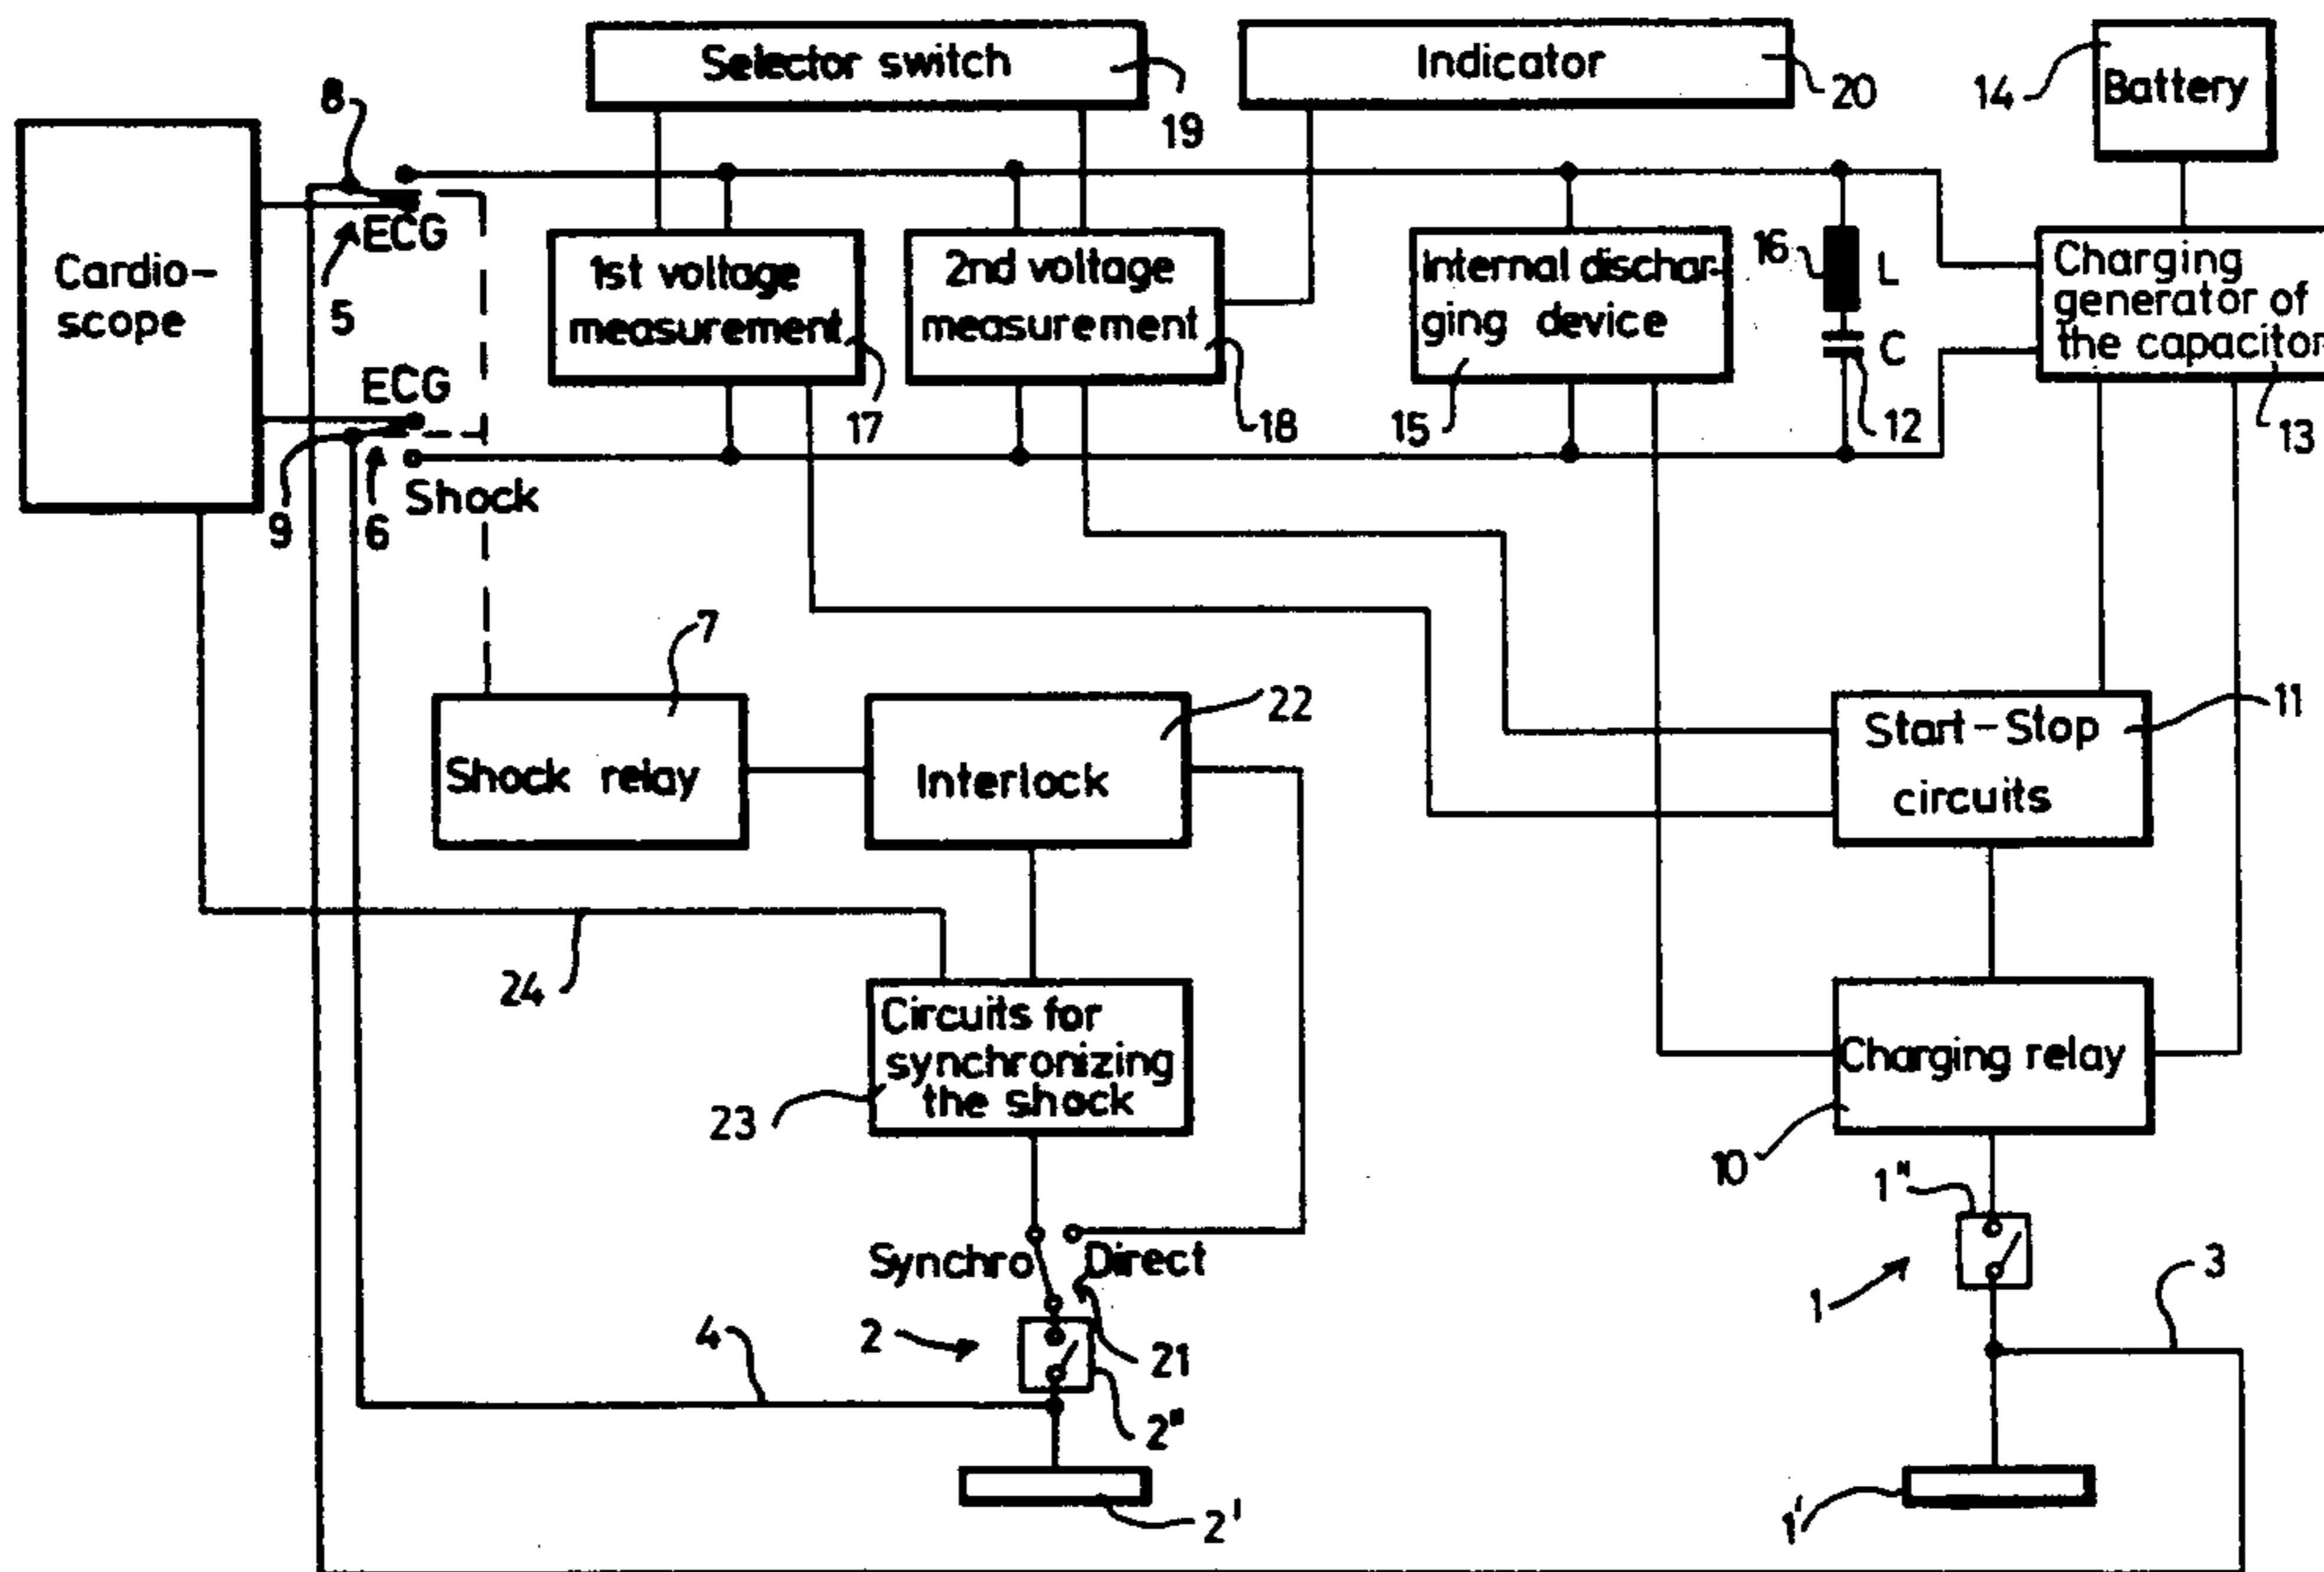 Selector switch
19
Indicator
20
14
Battery
8
Cardio-
scope
5
ECG
ECG
9
6
Shock
1st voltage
measurement
17
2nd voltage
measurement
18
Internal dischar-
ging device
15
16
L
C
12
Charging
generator of
the capacitor
13
7
Shock relay
22
Interlock
11
Start-Stop
circuits
24
Circuits for
synchronizing
the shock
23
Charging relay
10
Synchro
Direct
21
2
2"
2'
4
1"
1
3
1'